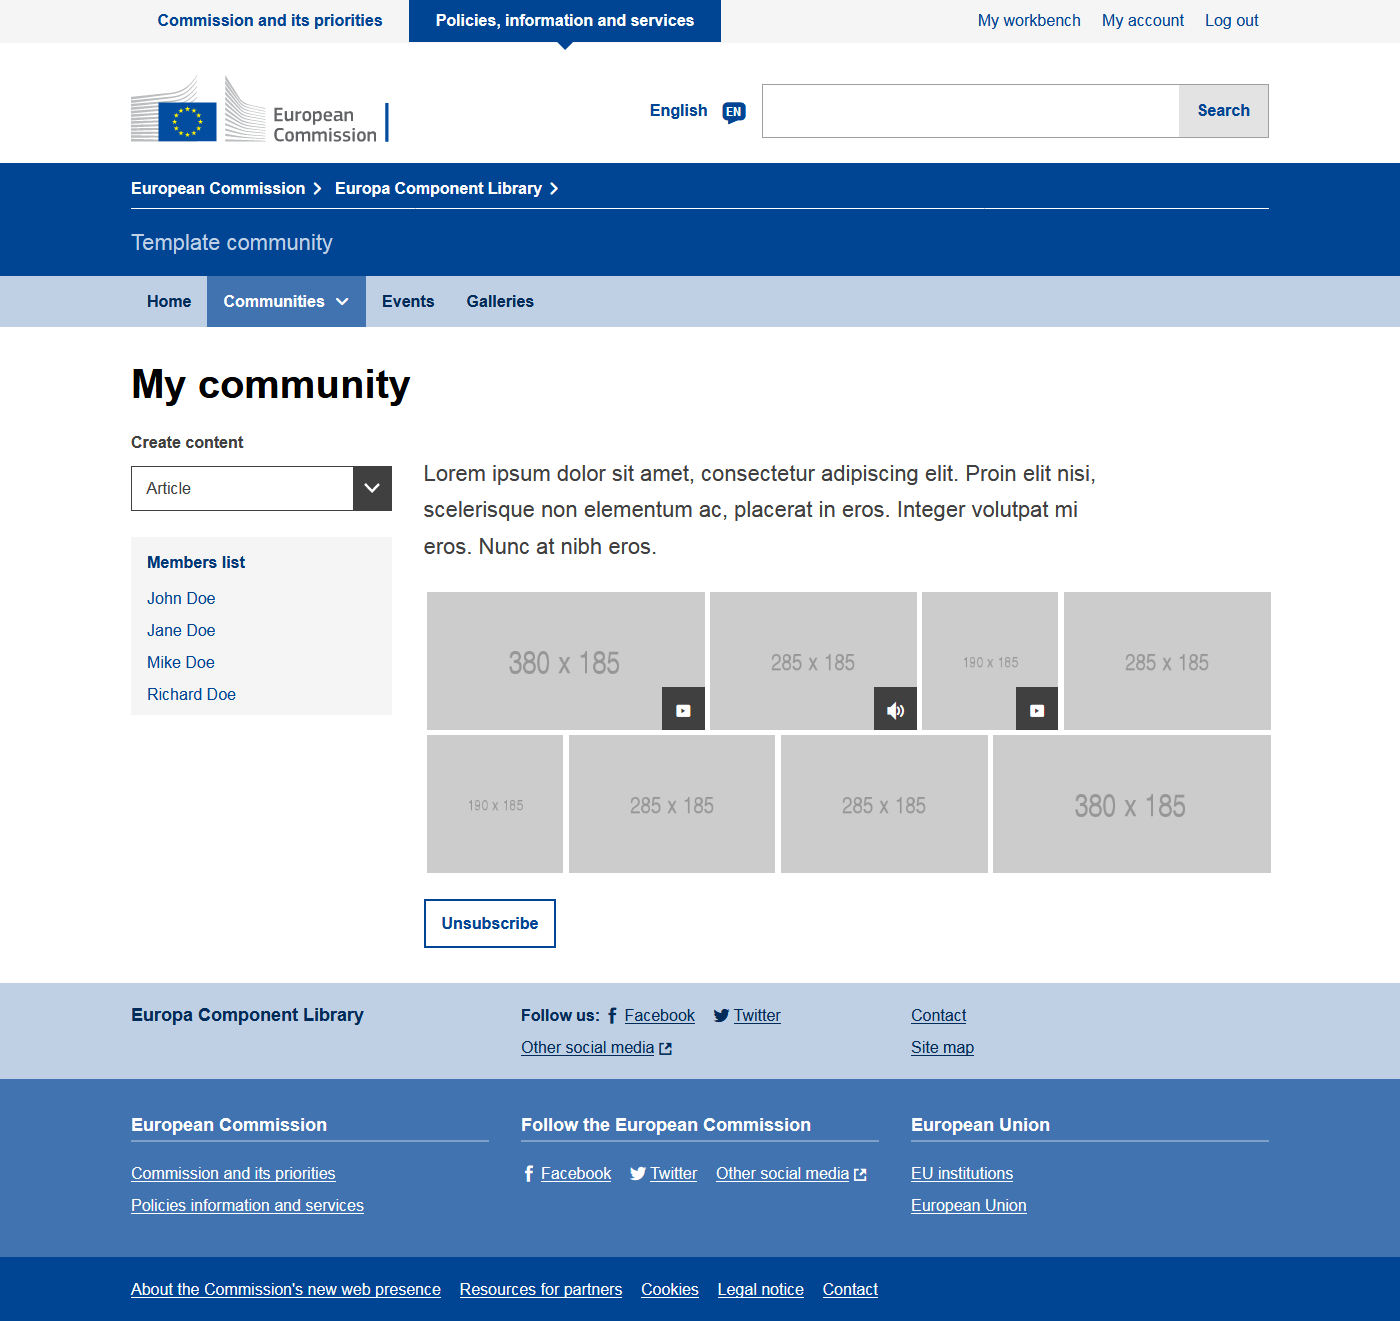 Commission and its priorities
Policies, information and services
My workbench My account Log out
European
Commission
English EN
Search
European Commission Europa Component Library
Template community
Home Communities Events Galleries
My community
Create content
Article
Members list
John Doe
Jane Doe
Mike Doe
Richard Doe
Lorem ipsum dolor sit amet, consectetur adipiscing elit. Proin elit nisi,
scelerisque non elementum ac, placerat in eros. Integer volutpat mi
eros. Nunc at nibh eros.
380 x 185 285 x 185 190 x 185 285 x 185
190 x 185 285 x 185 285 x 185 380 x 185
Unsubscribe
Europa Component Library
Follow us: Facebook Twitter
Other social media
Contact
Site map
European Commission
Commission and its priorities
Policies information and services
Follow the European Commission
Facebook Twitter Other social media
European Union
EU institutions
European Union
About the Commission's new web presence Resources for partners Cookies Legal notice Contact